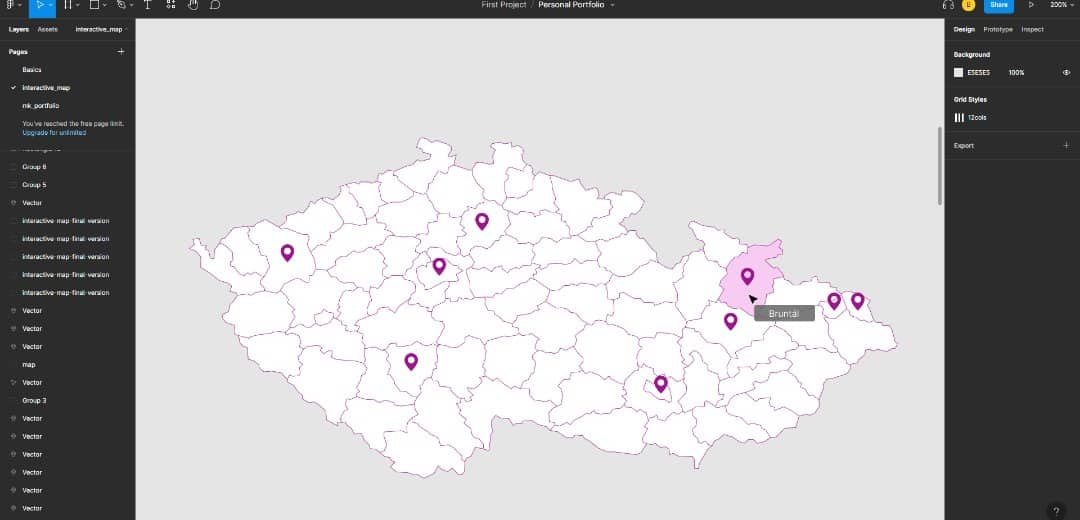 First Project / Personal Portfolio
E
Share
200%
Layers
Assets
interactive_map
Design
Prototype
Inspect
Pages
Background
Basics
E5E5E5
100%
interactive_map
mk_portfolio
Grid Styles
12cols
You've reached the free page limit.
Upgrade for unlimited
Export
Group 6
Group 5
Vector
interactive-map-final-version
interactive-map-final-version
interactive-map-final-version
interactive-map-final-version
interactive-map-final-version
Vector
Bruntál
Vector
Vector
map
Vector
Group 3
Vector
Vector
Vector
Vector
Vector
Vector
?